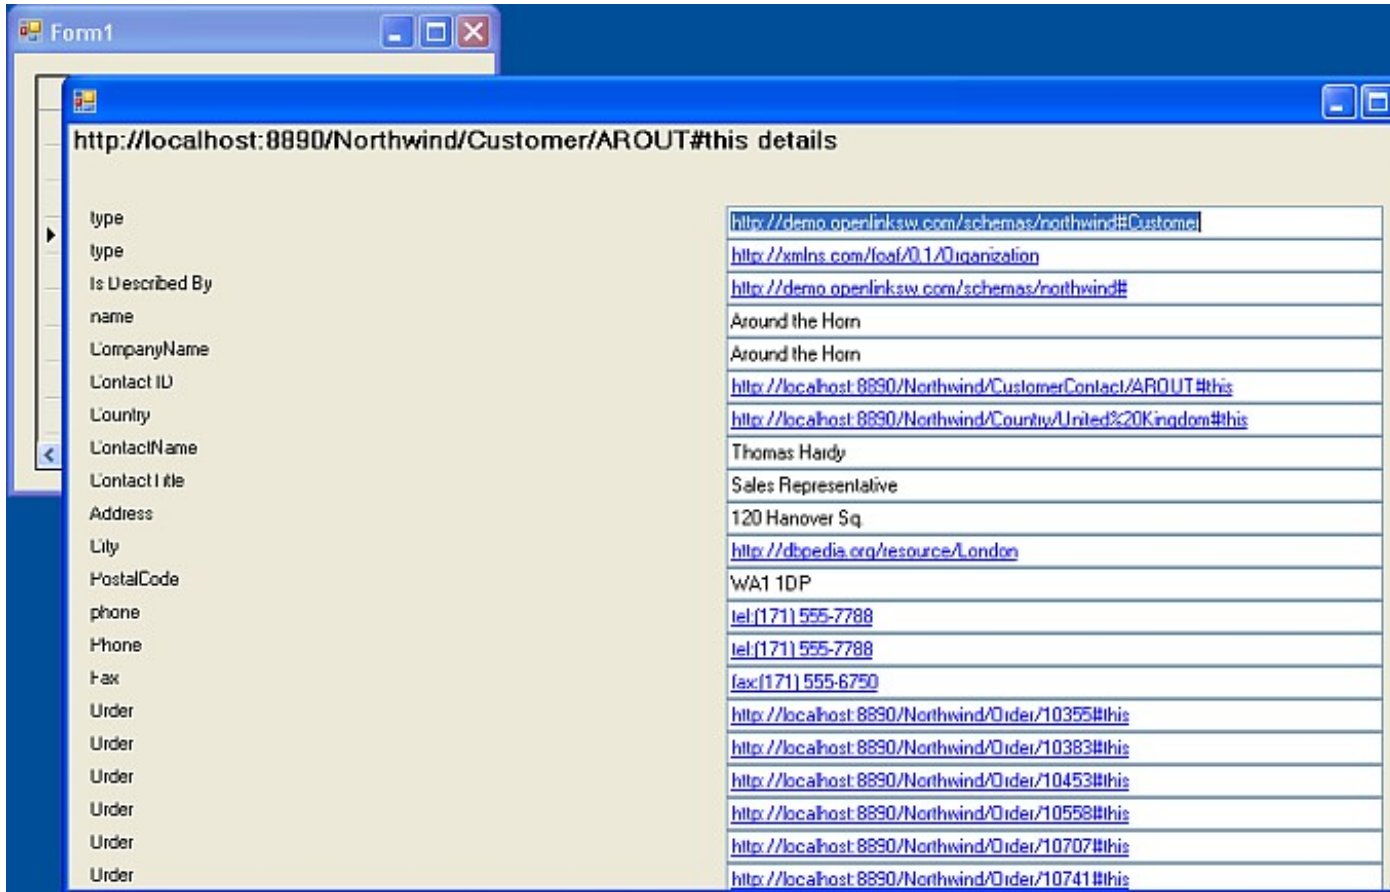 Form1
http://localhost:8890/Northwind/Customer/AROUT#this details
type http://demo.openlinksw.com/schemas/northwind#Customer
type http://xmlns.com/foaf/0.1/Organization
Is Described By http://demo.openlinksw.com/schemas/northwind#
name Around the Horn
CompanyName Around the Horn
Contact ID http://localhost:8890/Northwind/CustomerContact/AROUT#this
Country http://localhost:8890/Northwind/Country/United%20Kingdom#this
ContactName Thomas Hardy
ContactTitle Sales Representative
Address 120 Hanover Sq.
City http://dbpedia.org/resource/London
PostalCode WA1 1DP
phone tel:(171) 555-7788
Phone tel:(171) 555-7788
Fax fax:(171) 555-6750
Order http://localhost:8890/Northwind/Order/10355#this
Order http://localhost:8890/Northwind/Order/10383#this
Order http://localhost:8890/Northwind/Order/10453#this
Order http://localhost:8890/Northwind/Order/10558#this
Order http://localhost:8890/Northwind/Order/10707#this
Order http://localhost:8890/Northwind/Order/10741#this